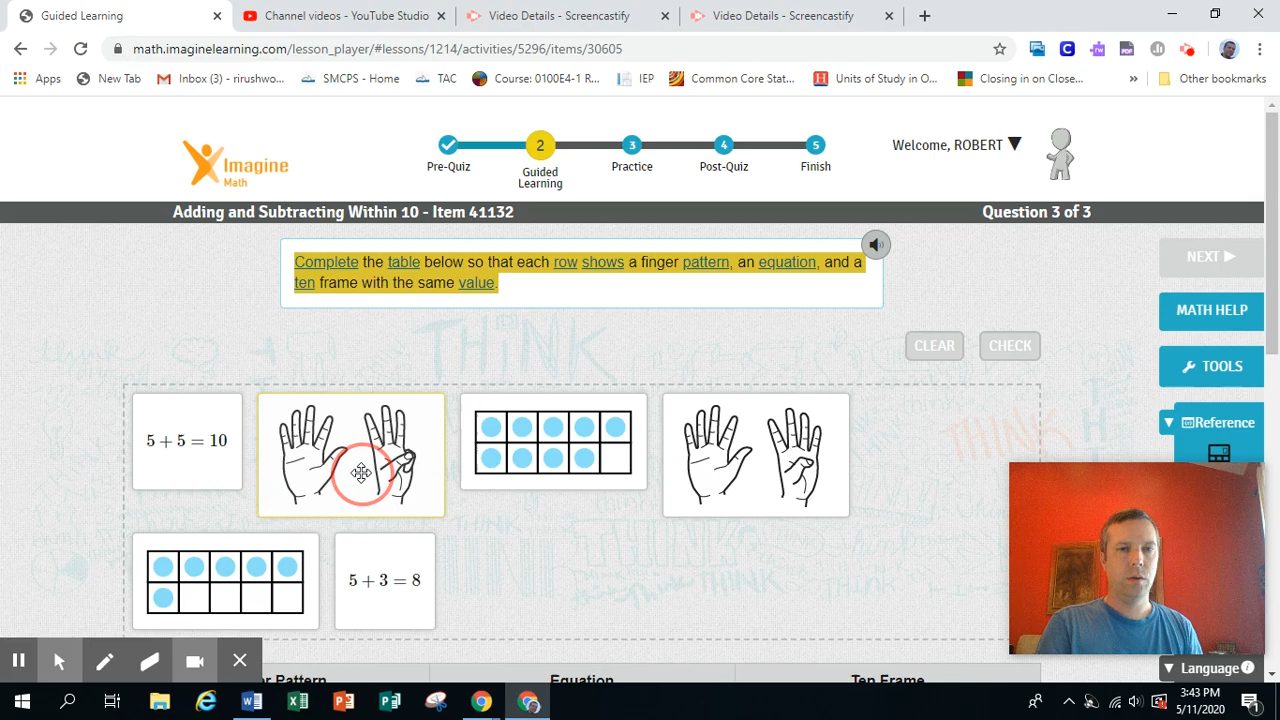 Guided Learning
Channel videos - YouTube Studio
Video Details - Screencastify
Video Details - Screencastify
math.imaginelearning.com/lesson_player/#lessons/1214/activities/5296/items/30605
Apps
New Tab
Inbox (3) - rirushwo...
SMCPS - Home
TAC
Course: 0100E4-1 R...
IEP
Common Core Stat...
Units of Study in O...
Closing in on Close...
Other bookmarks
Imagine
Math
2
3
4
5
Pre-Quiz
Guided
Learning
Practice
Post-Quiz
Finish
Welcome, ROBERT
Adding and Subtracting Within 10 - Item 41132
Question 3 of 3
Complete the table below so that each row shows a finger pattern, an equation, and a
ten frame with the same value.
NEXT
MATH HELP
TOOLS
Reference
CLEAR
CHECK
THINK
THINK
5 + 5 = 10
5 + 3 = 8
Equation
Ten Frame
Language
3:43 PM
5/11/2020